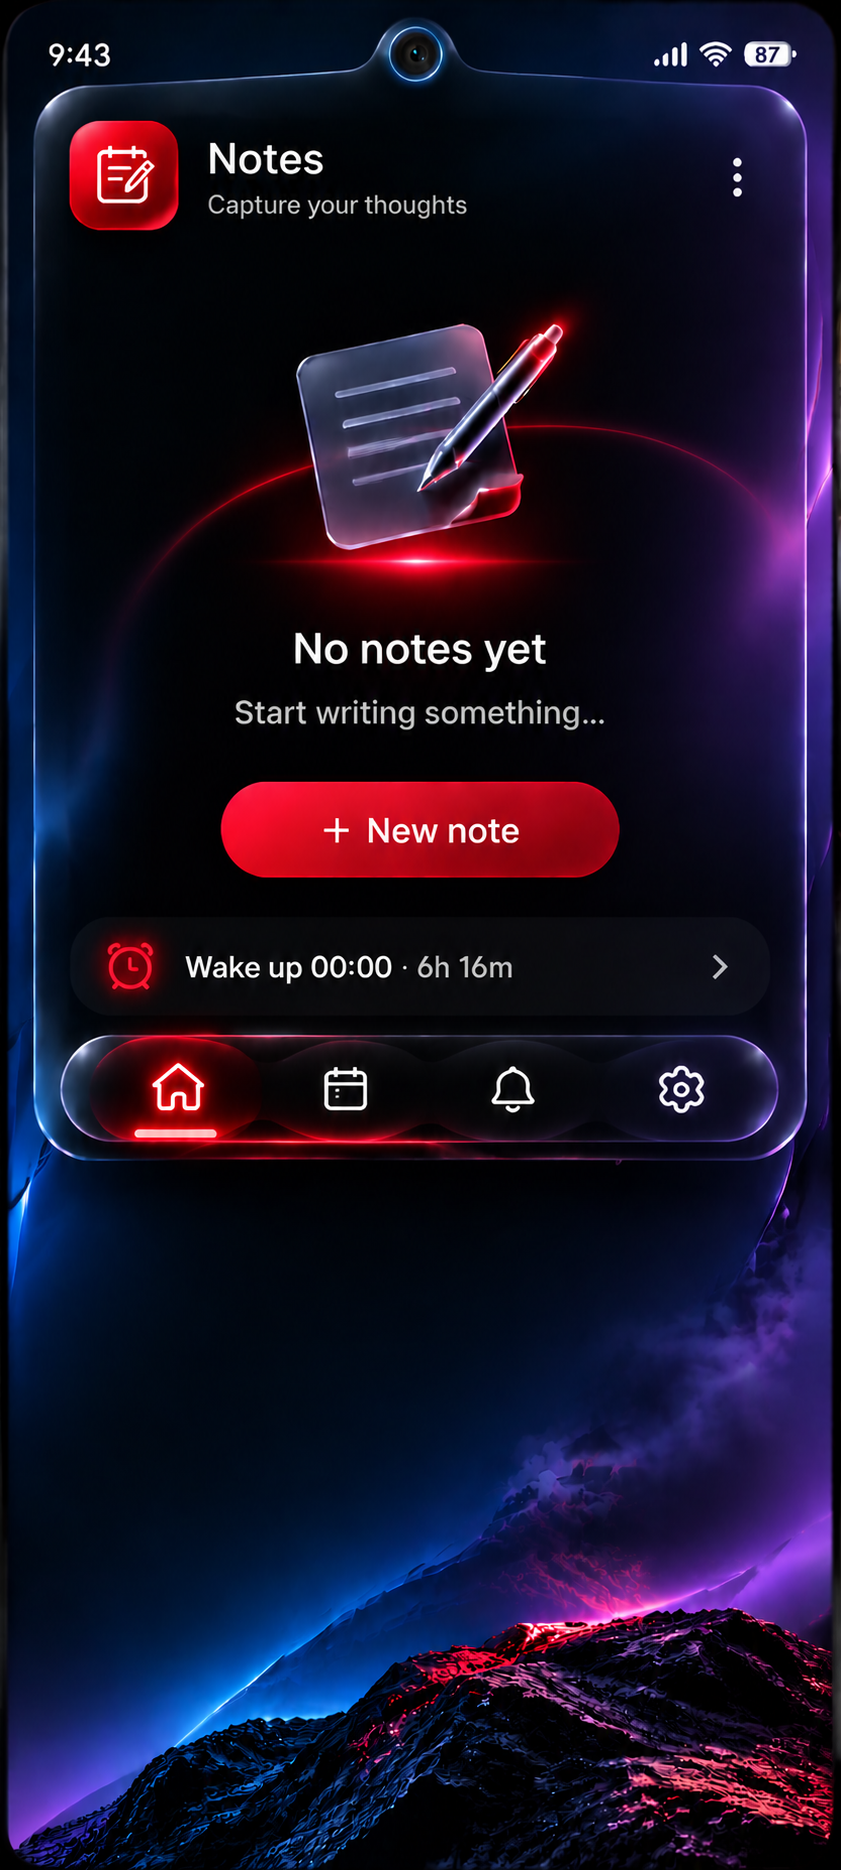 9:43
87
Notes
Capture your thoughts
No notes yet
Start writing something...
+ New note
Wake up 00:00 · 6h 16m